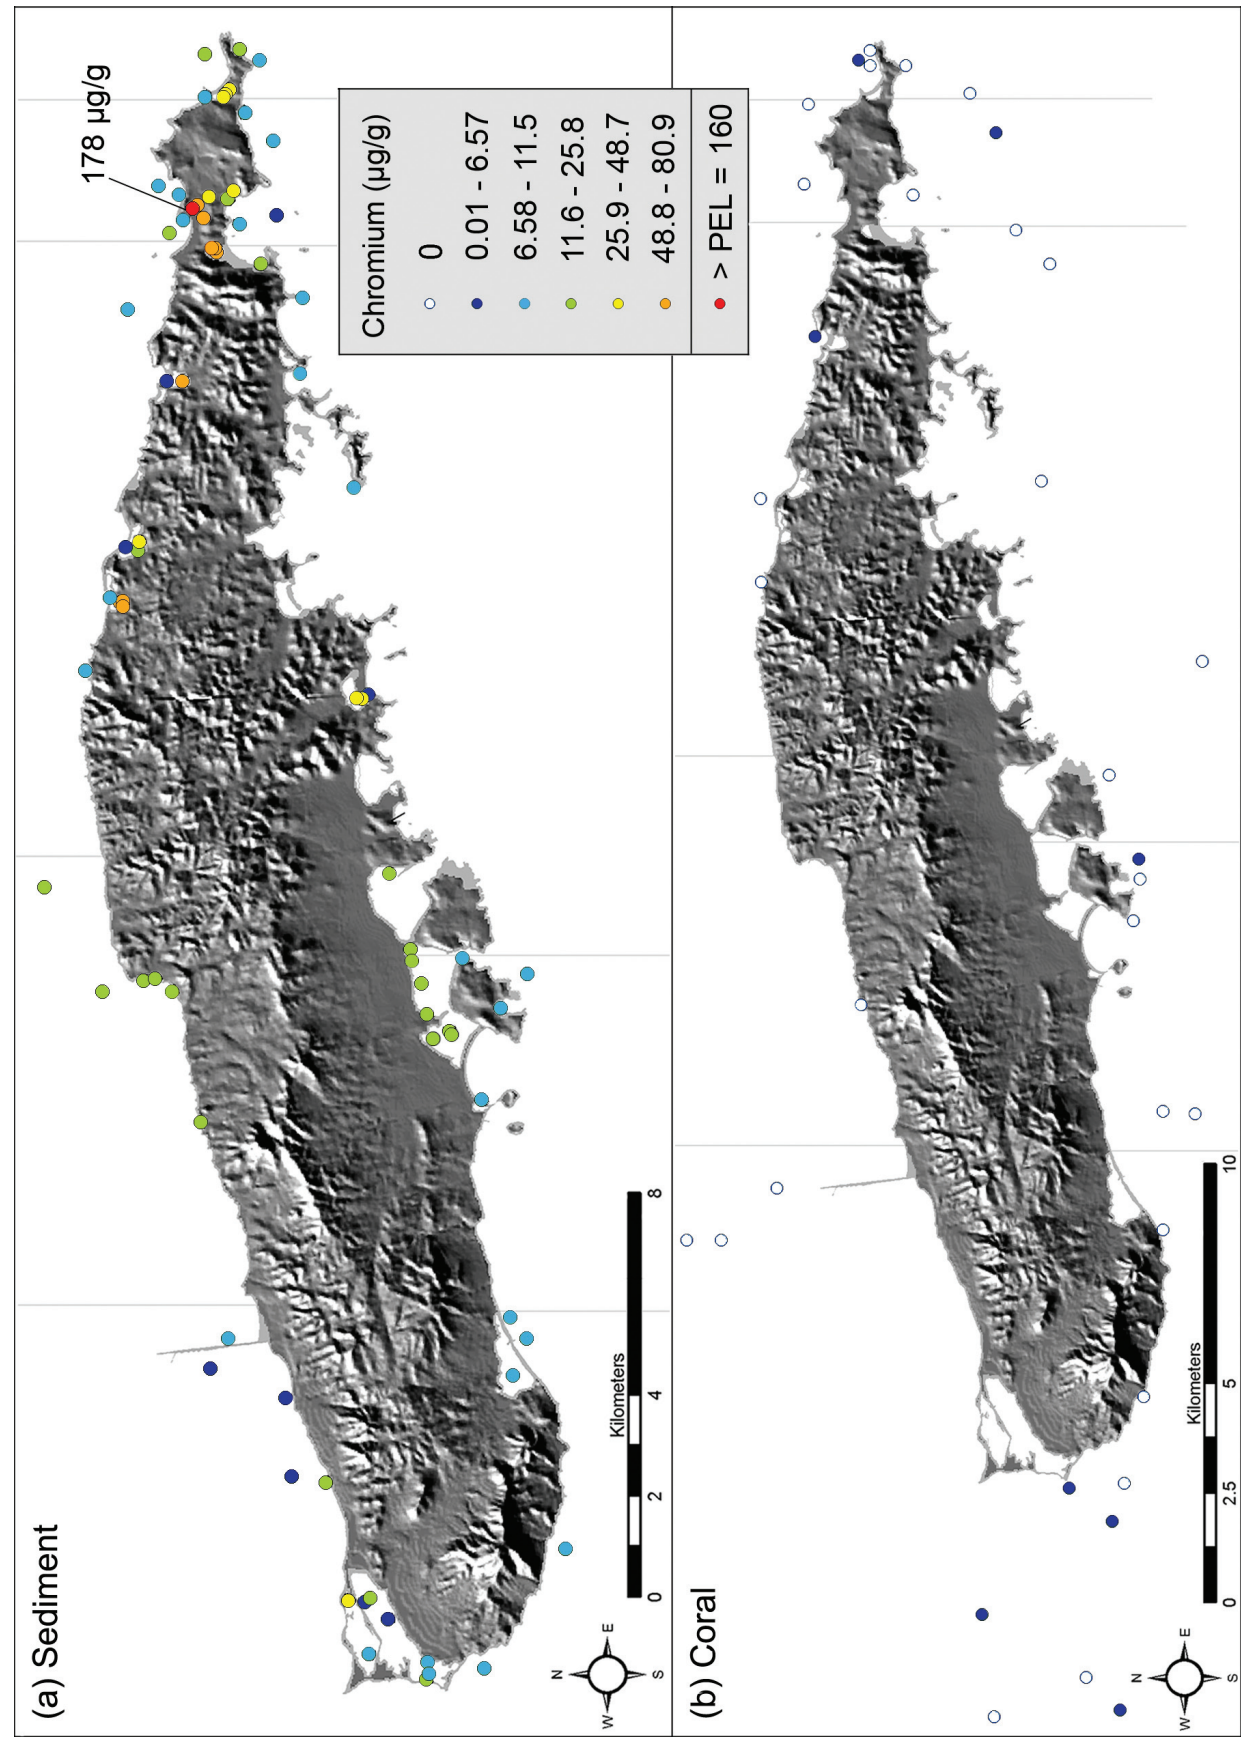 (a) Sediment
178 µg/g
Chromium (µg/g)
0
0.01 - 6.57
6.58 - 11.5
11.6 - 25.8
25.9 - 48.7
48.8 - 80.9
> PEL = 160
N
W E
S
Kilometers
0 2 4 8
(b) Coral
N
W E
S
Kilometers
0 2.5 5 10